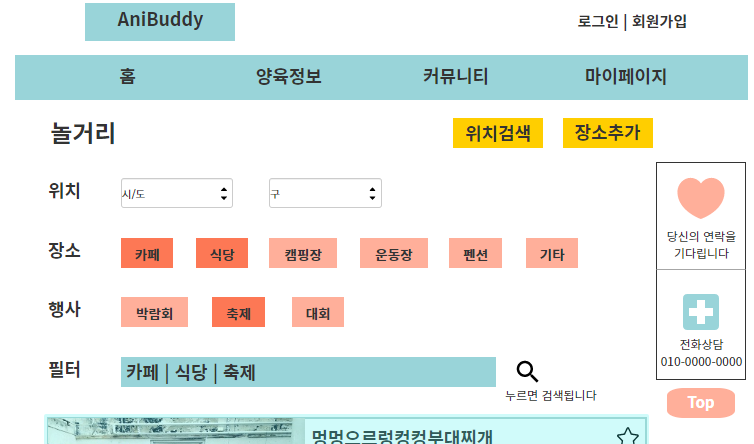 AniBuddy
로그인 | 회원가입
홈 양육정보 커뮤니티 마이페이지
놀거리 위치검색 장소추가
위치 시/도 구
장소 카페 식당 캠핑장 운동장 펜션 기타
행사 박람회 축제 대회
필터 카페 | 식당 | 축제
누르면 검색됩니다
멍멍으르렁컹컹부대찌개
당신의 연락을
기다립니다
전화상담
010-0000-0000
Top